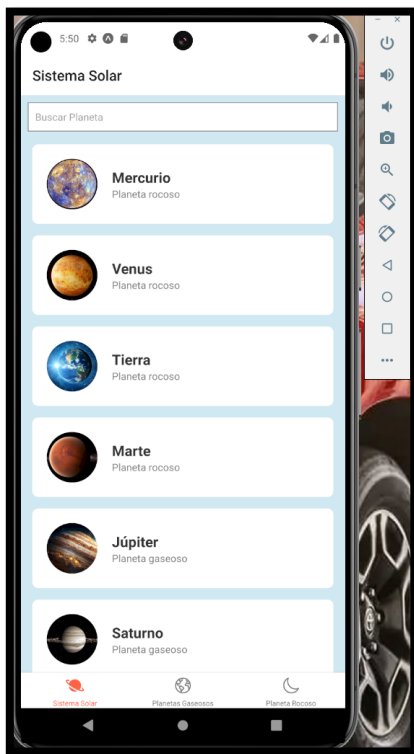 5:50
Sistema Solar
Buscar Planeta
Mercurio
Planeta rocoso
Venus
Planeta rocoso
Tierra
Planeta rocoso
Marte
Planeta rocoso
Júpiter
Planeta gaseoso
Saturno
Planeta gaseoso
Sistema Solar Planetas Gaseosos Planeta Rocoso